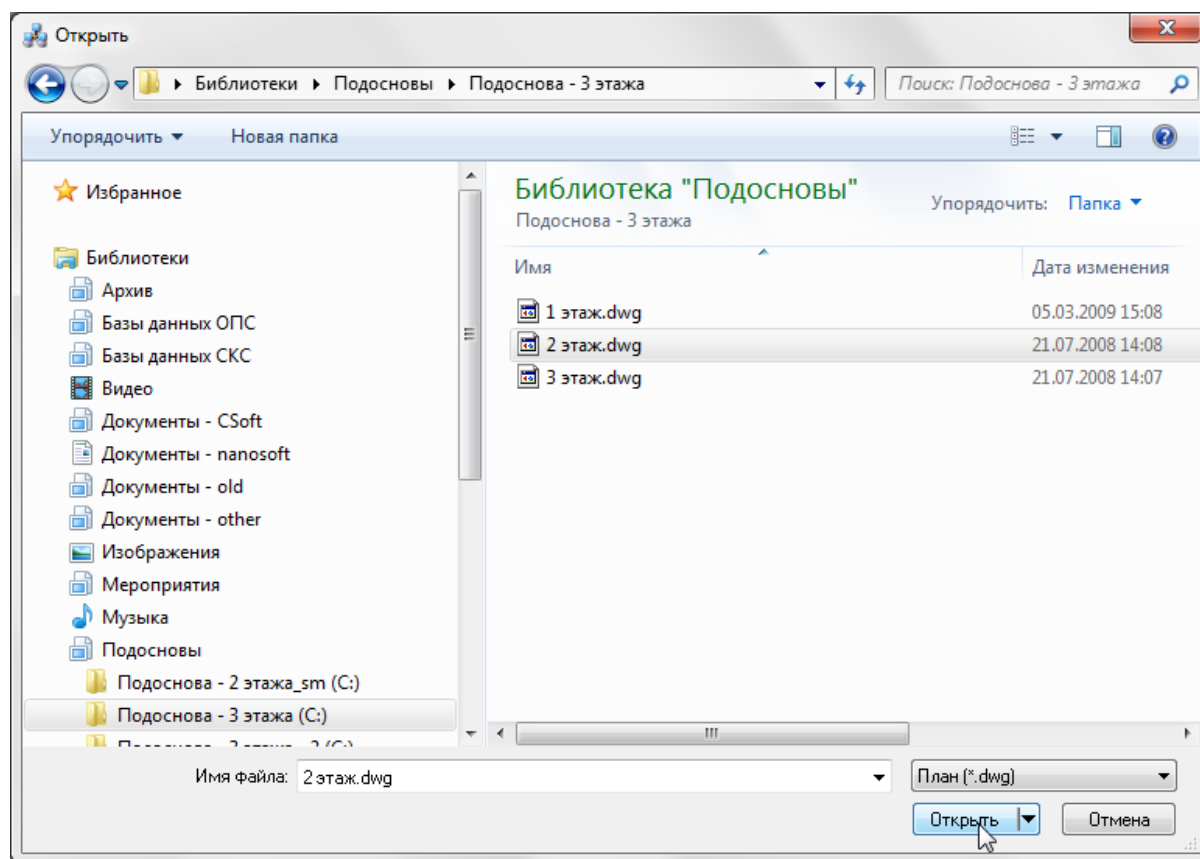 Открыть
Библиотеки Подосновы Подоснова - 3 этажа
Поиск: Подоснова - 3 этажа
Упорядочить Новая папка
Избранное
Библиотеки
Архив
Базы данных ОПС
Базы данных СКС
Видео
Документы - CSoft
Документы - nanosoft
Документы - old
Документы - other
Изображения
Мероприятия
Музыка
Подосновы
Подоснова - 2 этажа_sm (C:)
Подоснова - 3 этажа (C:)
Библиотека "Подосновы"
Подоснова - 3 этажа
Упорядочить: Папка
Имя Дата изменения
1 этаж.dwg 05.03.2009 15:08
2 этаж.dwg 21.07.2008 14:08
3 этаж.dwg 21.07.2008 14:07
Имя файла: 2 этаж.dwg План (*.dwg)
Открыть Отмена